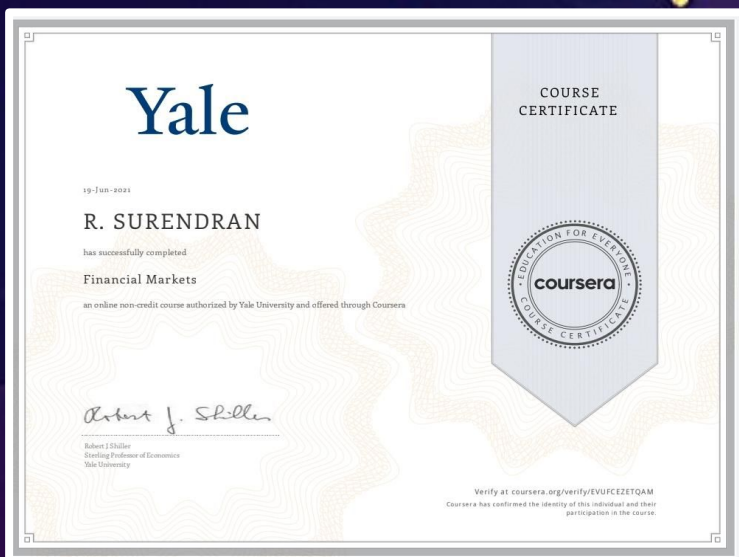 Yale
COURSE
CERTIFICATE
19-Jun-2021
R. SURENDRAN
has successfully completed
Financial Markets
an online non-credit course authorized by Yale University and offered through Coursera
EDUCATION FOR EVERYONE
coursera
COURSE CERTIFICATE
Robert J. Shiller
Robert J. Shiller
Sterling Professor of Economics
Yale University
Verify at coursera.org/verify/EVUFCEZETQAM
Coursera has confirmed the identity of this individual and their
participation in the course.